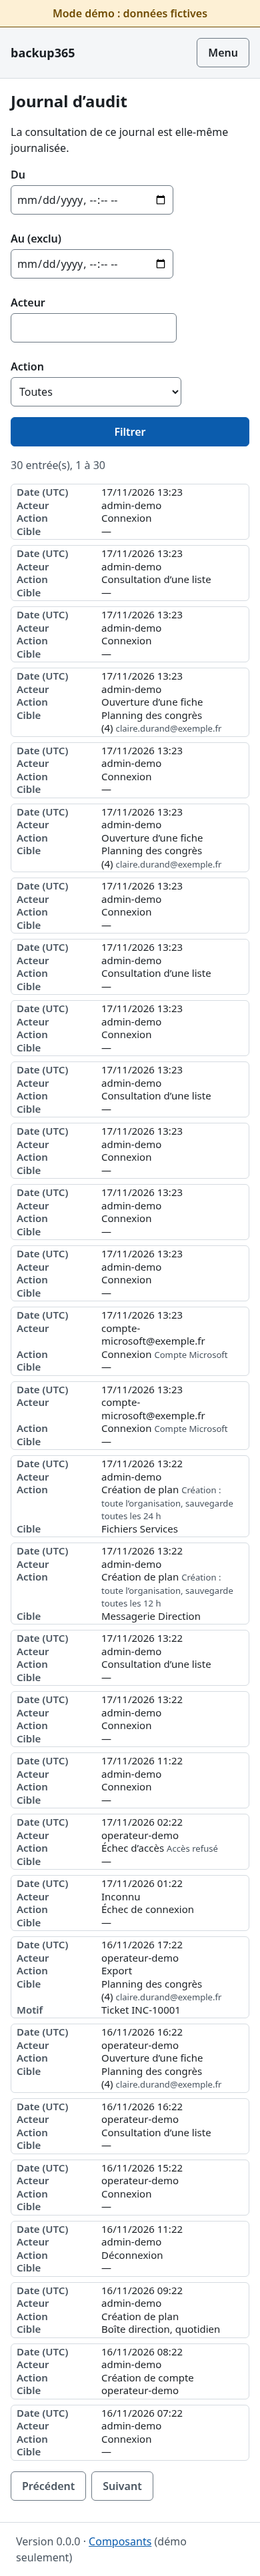 Mode démo : données fictives
backup365
Menu
Journal d’audit
La consultation de ce journal est elle-même
journalisée.
Du
mm/dd/yyyy, --:-- --
Au (exclu)
mm/dd/yyyy, --:-- --
Acteur
Action
Toutes
Filtrer
30 entrée(s), 1 à 30
Date (UTC) 17/11/2026 13:23
Acteur admin-demo
Action Connexion
Cible —
Date (UTC) 17/11/2026 13:23
Acteur admin-demo
Action Consultation d’une liste
Cible —
Date (UTC) 17/11/2026 13:23
Acteur admin-demo
Action Connexion
Cible —
Date (UTC) 17/11/2026 13:23
Acteur admin-demo
Action Ouverture d’une fiche
Cible Planning des congrès
(4) claire.durand@exemple.fr
Date (UTC) 17/11/2026 13:23
Acteur admin-demo
Action Connexion
Cible —
Date (UTC) 17/11/2026 13:23
Acteur admin-demo
Action Ouverture d’une fiche
Cible Planning des congrès
(4) claire.durand@exemple.fr
Date (UTC) 17/11/2026 13:23
Acteur admin-demo
Action Connexion
Cible —
Date (UTC) 17/11/2026 13:23
Acteur admin-demo
Action Consultation d’une liste
Cible —
Date (UTC) 17/11/2026 13:23
Acteur admin-demo
Action Connexion
Cible —
Date (UTC) 17/11/2026 13:23
Acteur admin-demo
Action Consultation d’une liste
Cible —
Date (UTC) 17/11/2026 13:23
Acteur admin-demo
Action Connexion
Cible —
Date (UTC) 17/11/2026 13:23
Acteur admin-demo
Action Connexion
Cible —
Date (UTC) 17/11/2026 13:23
Acteur admin-demo
Action Connexion
Cible —
Date (UTC) 17/11/2026 13:23
Acteur compte-
microsoft@exemple.fr
Action Connexion Compte Microsoft
Cible —
Date (UTC) 17/11/2026 13:23
Acteur compte-
microsoft@exemple.fr
Action Connexion Compte Microsoft
Cible —
Date (UTC) 17/11/2026 13:22
Acteur admin-demo
Action Création de plan Création :
toute l’organisation, sauvegarde
toutes les 24 h
Cible Fichiers Services
Date (UTC) 17/11/2026 13:22
Acteur admin-demo
Action Création de plan Création :
toute l’organisation, sauvegarde
toutes les 12 h
Cible Messagerie Direction
Date (UTC) 17/11/2026 13:22
Acteur admin-demo
Action Consultation d’une liste
Cible —
Date (UTC) 17/11/2026 13:22
Acteur admin-demo
Action Connexion
Cible —
Date (UTC) 17/11/2026 11:22
Acteur admin-demo
Action Connexion
Cible —
Date (UTC) 17/11/2026 02:22
Acteur operateur-demo
Action Échec d’accès Accès refusé
Cible —
Date (UTC) 17/11/2026 01:22
Acteur Inconnu
Action Échec de connexion
Cible —
Date (UTC) 16/11/2026 17:22
Acteur operateur-demo
Action Export
Cible Planning des congrès
(4) claire.durand@exemple.fr
Motif Ticket INC-10001
Date (UTC) 16/11/2026 16:22
Acteur operateur-demo
Action Ouverture d’une fiche
Cible Planning des congrès
(4) claire.durand@exemple.fr
Date (UTC) 16/11/2026 16:22
Acteur operateur-demo
Action Consultation d’une liste
Cible —
Date (UTC) 16/11/2026 15:22
Acteur operateur-demo
Action Connexion
Cible —
Date (UTC) 16/11/2026 11:22
Acteur admin-demo
Action Déconnexion
Cible —
Date (UTC) 16/11/2026 09:22
Acteur admin-demo
Action Création de plan
Cible Boîte direction, quotidien
Date (UTC) 16/11/2026 08:22
Acteur admin-demo
Action Création de compte
Cible operateur-demo
Date (UTC) 16/11/2026 07:22
Acteur admin-demo
Action Connexion
Cible —
Précédent Suivant
Version 0.0.0 · Composants (démo
seulement)